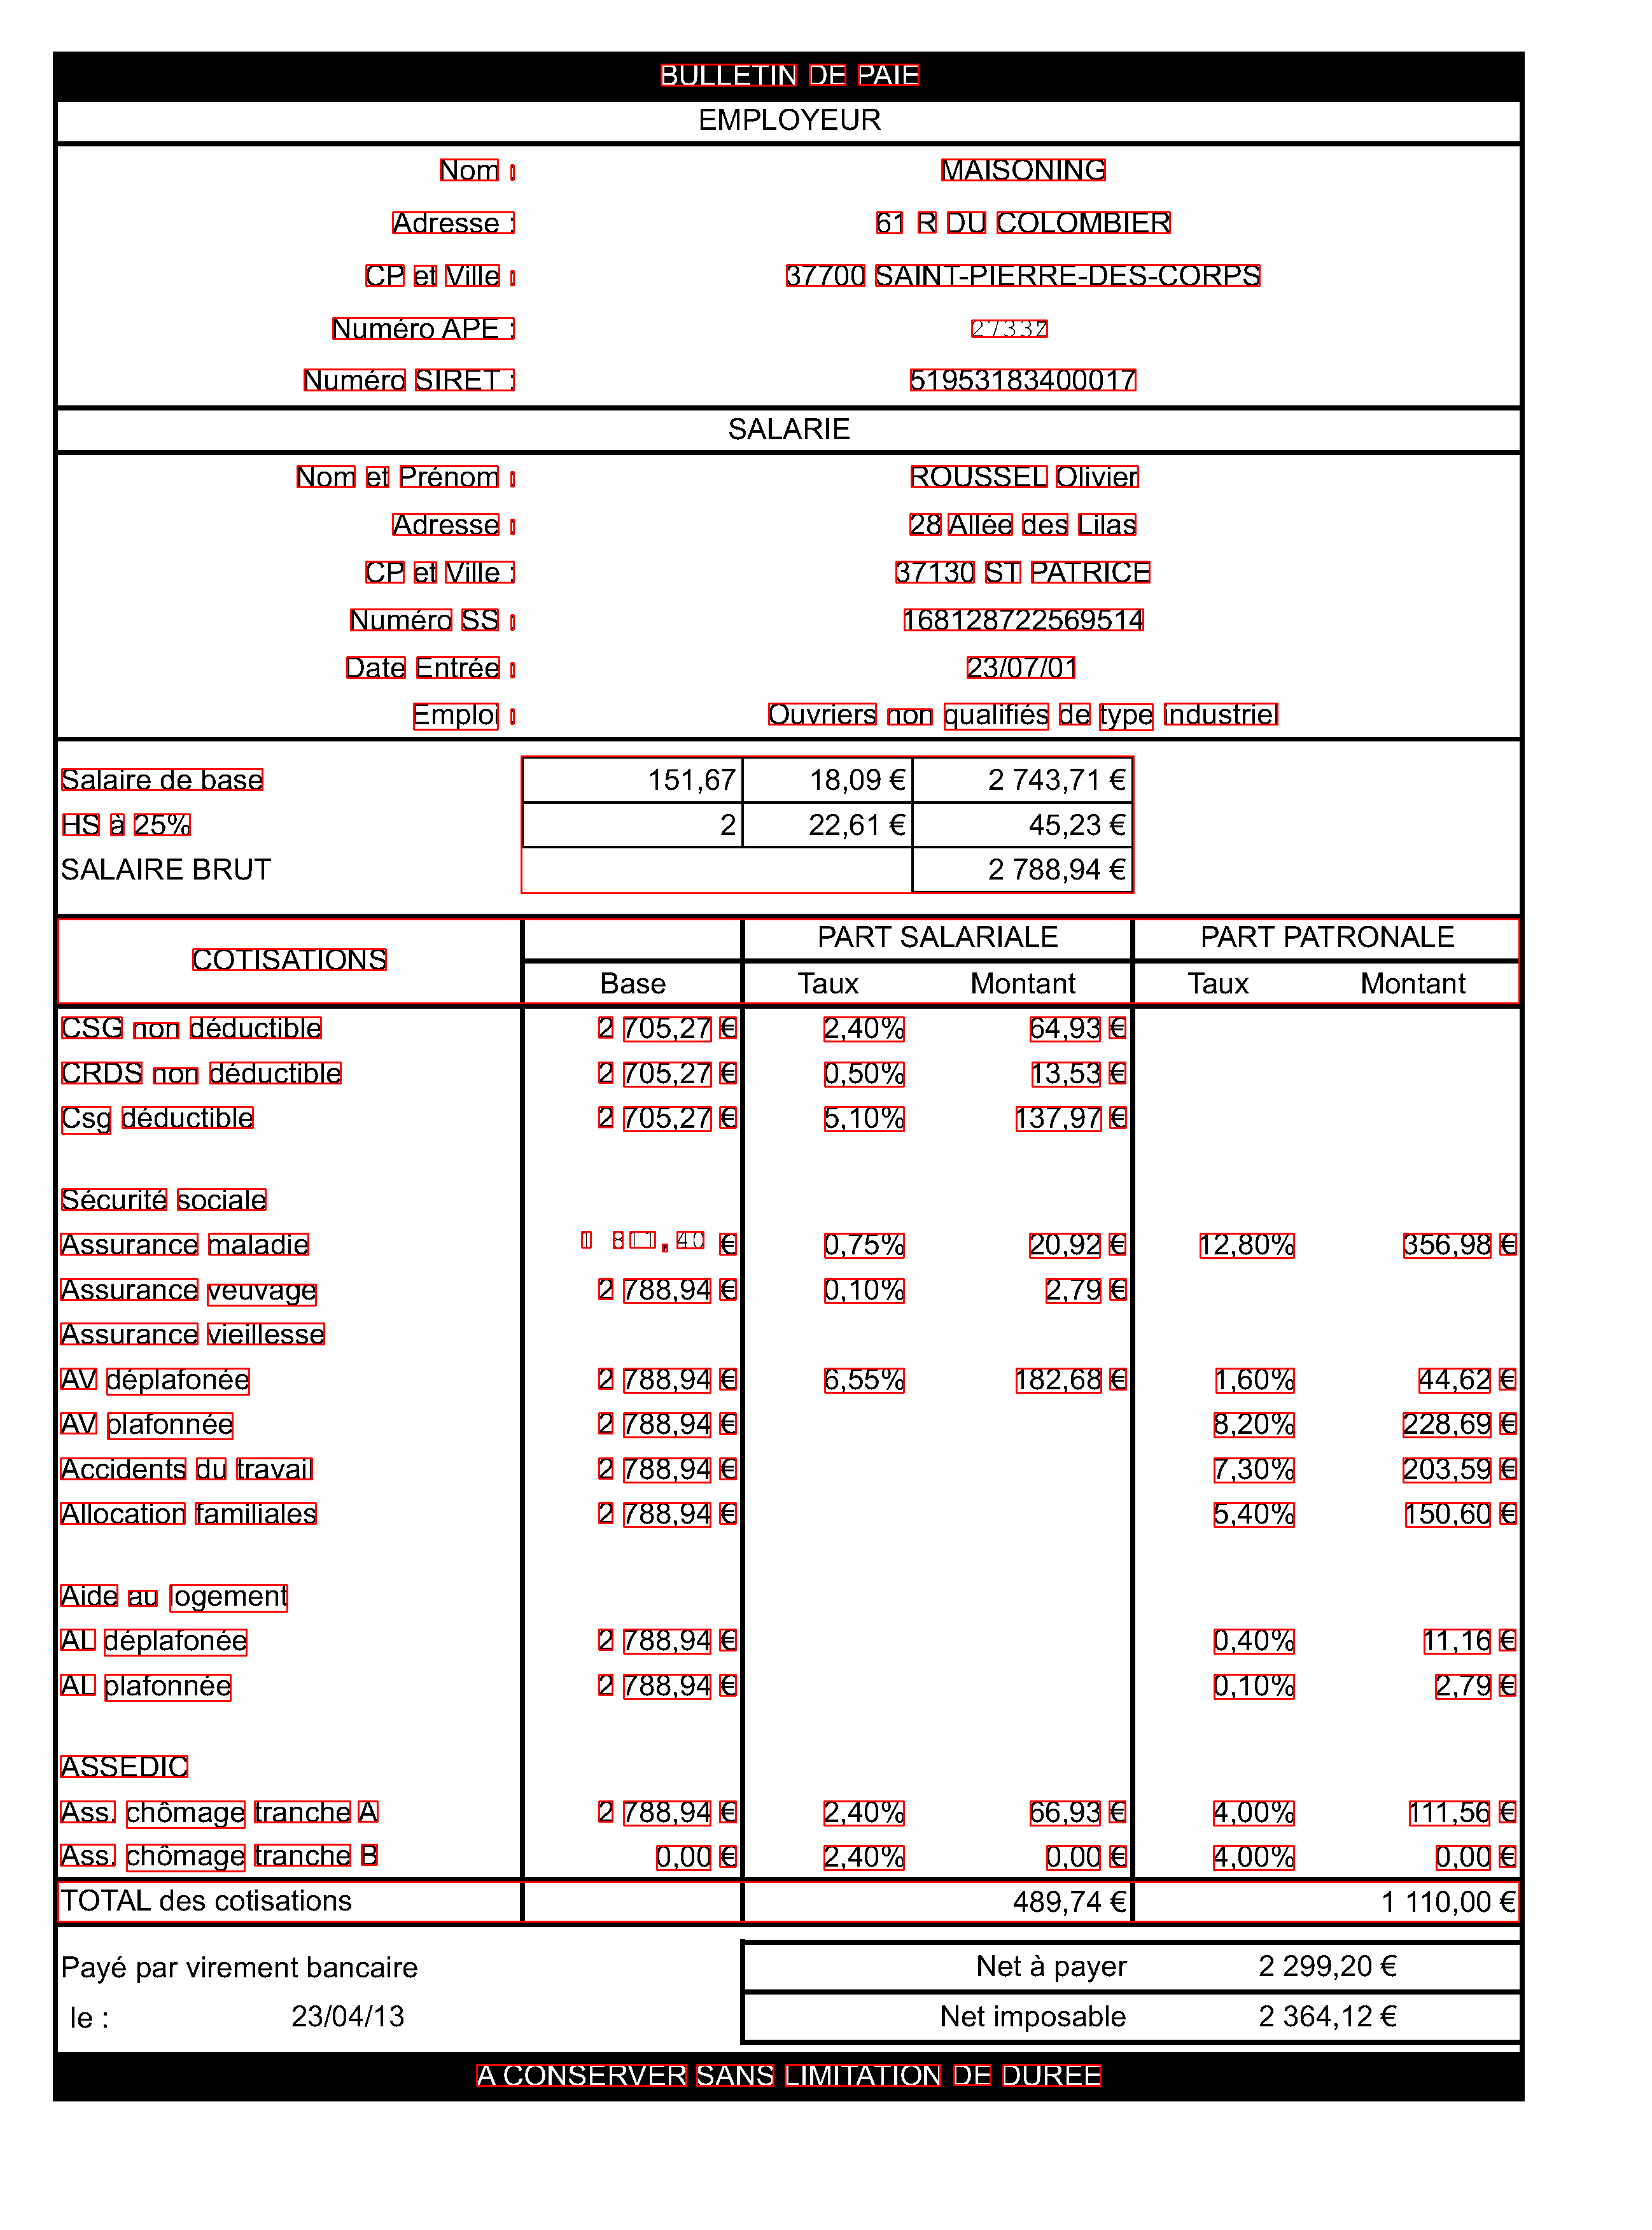 BULLETIN DE PAIE
EMPLOYEUR
Nom : MAISONING
Adresse : 61 R DU COLOMBIER
CP et Ville : 37700 SAINT-PIERRE-DES-CORPS
Numéro APE :
Numéro SIRET : 51953183400017
SALARIE
Nom et Prénom : ROUSSEL Olivier
Adresse : 28 Allée des Lilas
CP et Ville : 37130 ST PATRICE
Numéro SS : 168128722569514
Date Entrée : 23/07/01
Emploi : Ouvriers non qualifiés de type industriel
Salaire de base 151,67 18,09 € 2 743,71 €
HS à 25% 2 22,61 € 45,23 €
SALAIRE BRUT 2 788,94 €
PART SALARIALE PART PATRONALE
COTISATIONS
Base Taux Montant Taux Montant
CSG non déductible 2 705,27 € 2,40% 64,93 €
CRDS non déductible 2 705,27 € 0,50% 13,53 €
Csg déductible 2 705,27 € 5,10% 137,97 €
Sécurité sociale
Assurance maladie € 0,75% 20,92 € 12,80% 356,98 €
Assurance veuvage 2 788,94 € 0,10% 2,79 €
Assurance vieillesse
AV déplafonée 2 788,94 € 6,55% 182,68 € 1,60% 44,62 €
AV plafonnée 2 788,94 € 8,20% 228,69 €
Accidents du travail 2 788,94 € 7,30% 203,59 €
Allocation familiales 2 788,94 € 5,40% 150,60 €
Aide au logement
AL déplafonée 2 788,94 € 0,40% 11,16 €
AL plafonnée 2 788,94 € 0,10% 2,79 €
ASSEDIC
Ass. chômage tranche A 2 788,94 € 2,40% 66,93 € 4,00% 111,56 €
Ass. chômage tranche B 0,00 € 2,40% 0,00 € 4,00% 0,00 €
TOTAL des cotisations 489,74 € 1 110,00 €
Payé par virement bancaire Net à payer 2 299,20 €
le : 23/04/13 Net imposable 2 364,12 €
A CONSERVER SANS LIMITATION DE DUREE